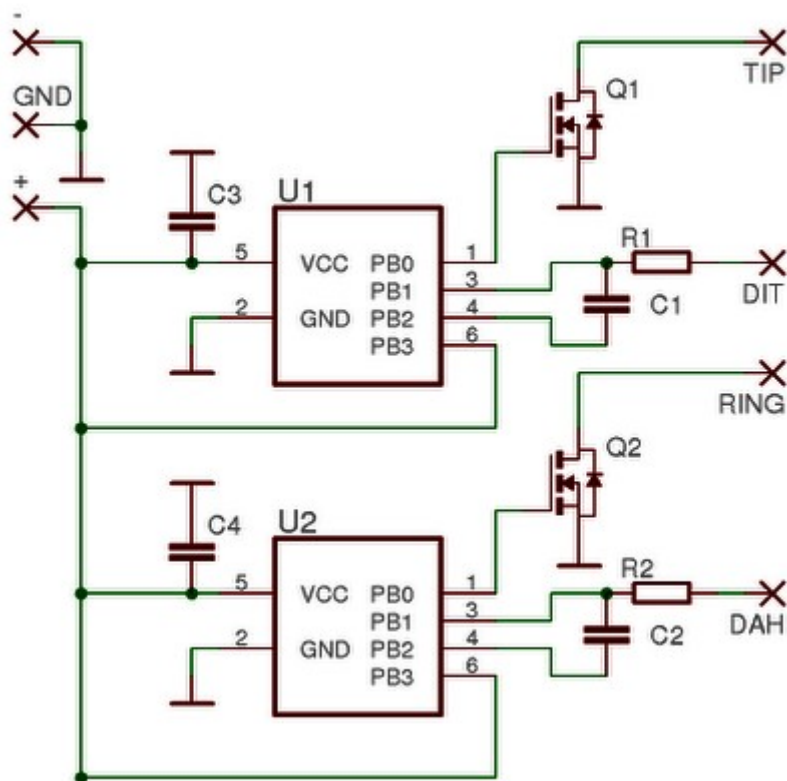 -
TIP
Q1
GND
+
C3
U1
5
VCC
PB0
1
R1
PB1
3
DIT
2
GND
PB2
4
C1
PB3
6
RING
Q2
C4
U2
5
VCC
PB0
1
R2
PB1
3
DAH
2
GND
PB2
4
C2
PB3
6